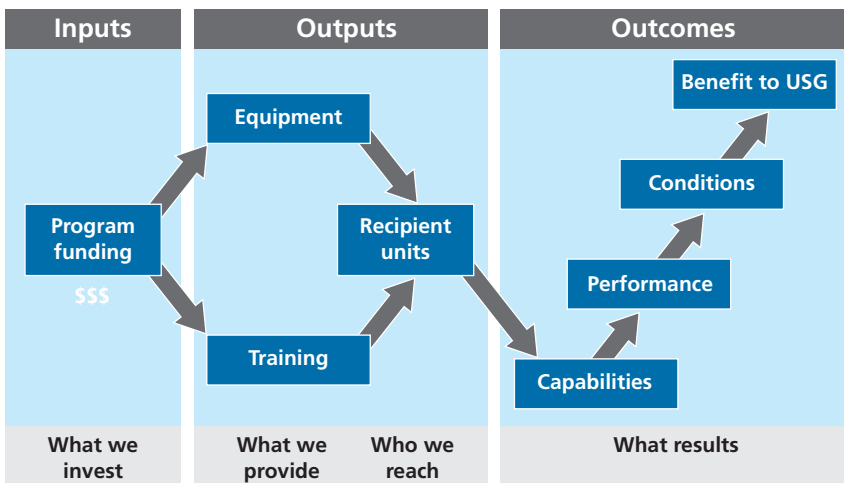 Inputs
Outputs
Outcomes
Benefit to USG
Equipment
Conditions
Program
funding
Recipient
units
$$$
Performance
Training
Capabilities
What we
invest
What we
provide
Who we
reach
What results